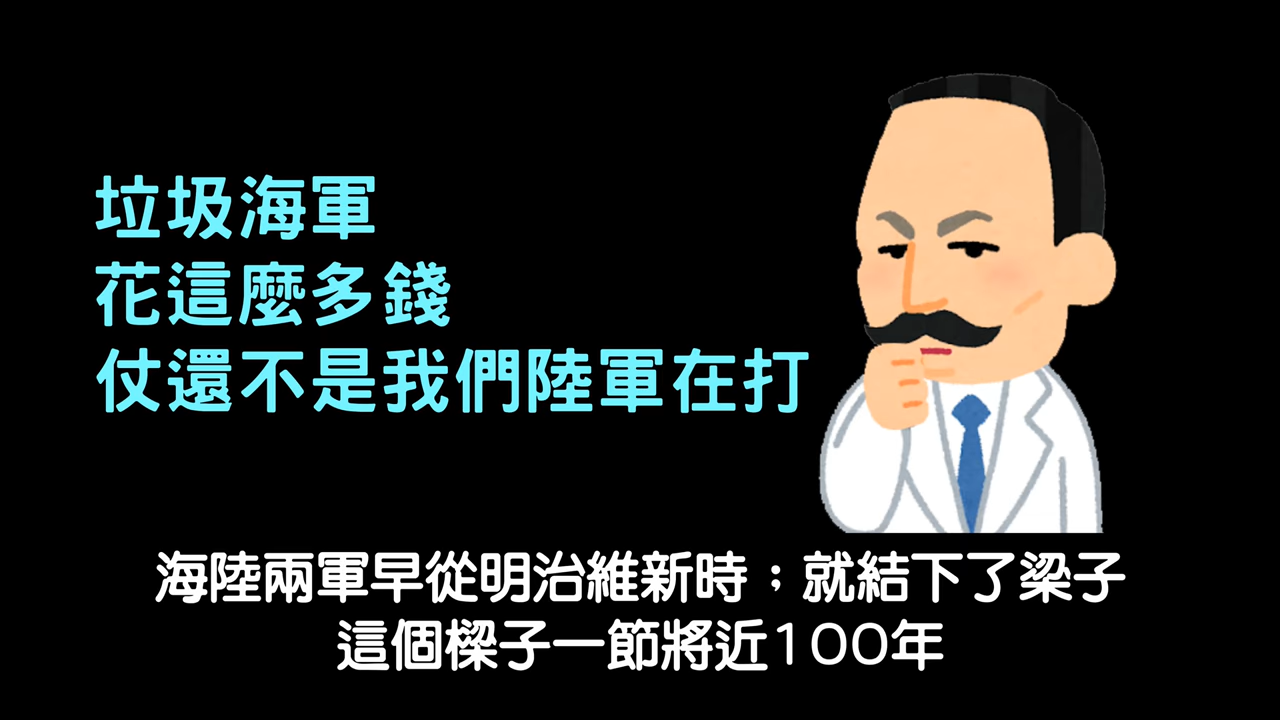 垃圾海軍
花這麼多錢
仗還不是我們陸軍在打
海陸兩軍早從明治維新時；就結下了梁子
這個樑子一節將近100年